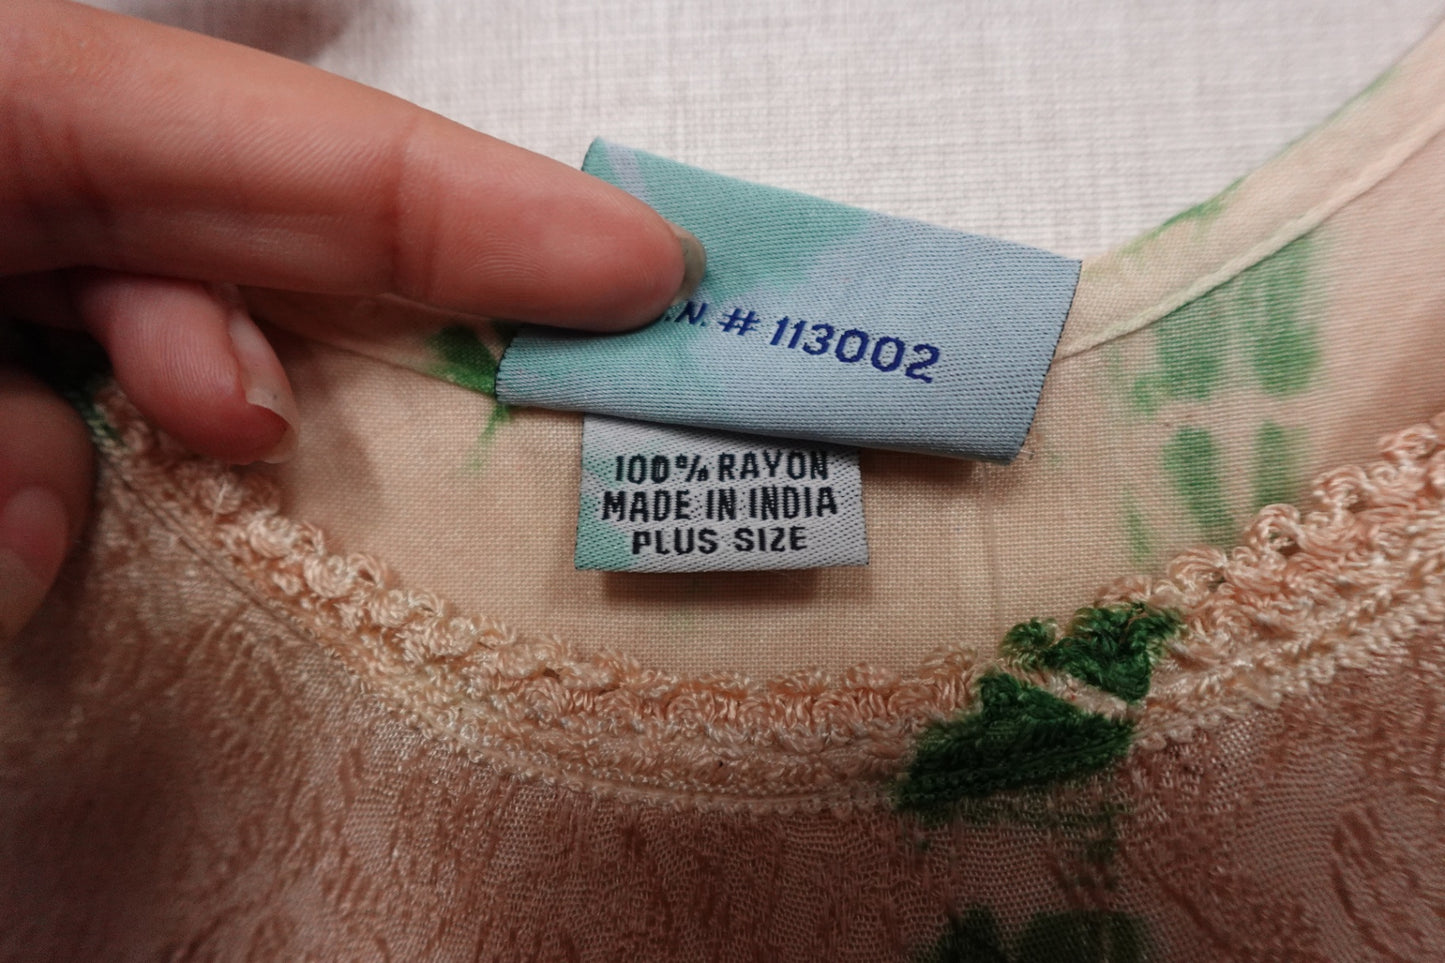 .N. # 113002
100% RAYON
MADE IN INDIA
PLUS SIZE